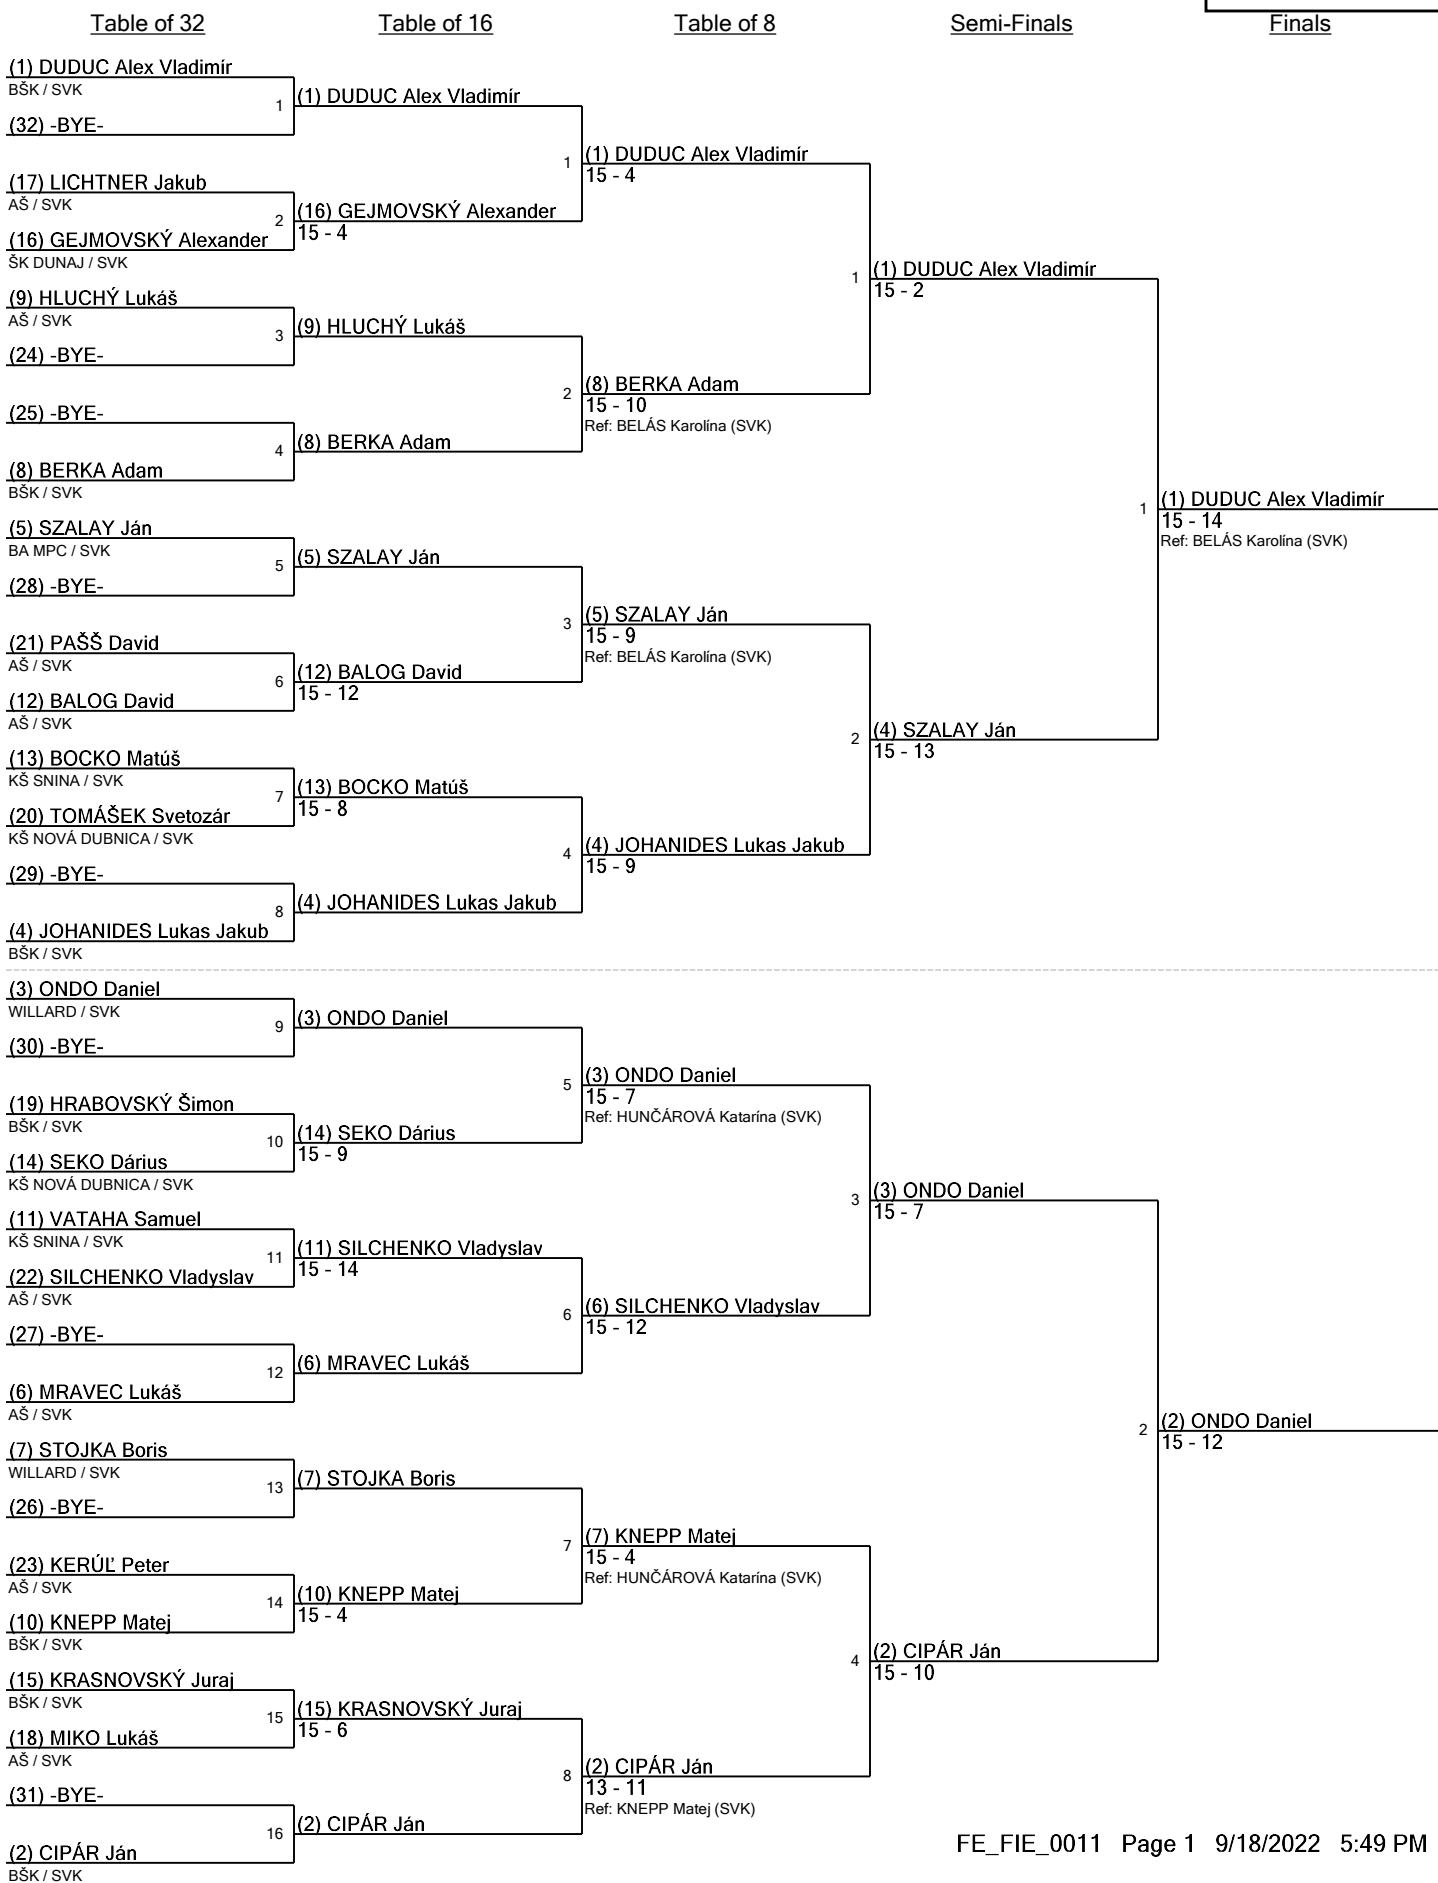 Table of 32
Table of 16
Table of 8
Semi-Finals
Finals
(1) DUDUC Alex Vladimír
BŠK / SVK
(32) -BYE-
(17) LICHTNER Jakub
AŠ / SVK
(16) GEJMOVSKÝ Alexander
ŠK DUNAJ / SVK
(9) HLUCHÝ Lukáš
AŠ / SVK
(24) -BYE-
(25) -BYE-
(8) BERKA Adam
BŠK / SVK
(5) SZALAY Ján
BA MPC / SVK
(28) -BYE-
(21) PAŠŠ David
AŠ / SVK
(12) BALOG David
AŠ / SVK
(13) BOCKO Matúš
KŠ SNINA / SVK
(20) TOMÁŠEK Svetozár
KŠ NOVÁ DUBNICA / SVK
(29) -BYE-
(4) JOHANIDES Lukas Jakub
BŠK / SVK
(3) ONDO Daniel
WILLARD / SVK
(30) -BYE-
(19) HRABOVSKÝ Šimon
BŠK / SVK
(14) SEKO Dárius
KŠ NOVÁ DUBNICA / SVK
(11) VATAHA Samuel
KŠ SNINA / SVK
(22) SILCHENKO Vladyslav
AŠ / SVK
(27) -BYE-
(6) MRAVEC Lukáš
AŠ / SVK
(7) STOJKA Boris
WILLARD / SVK
(26) -BYE-
(23) KERÚĽ Peter
AŠ / SVK
(10) KNEPP Matej
BŠK / SVK
(15) KRASNOVSKÝ Juraj
BŠK / SVK
(18) MIKO Lukáš
AŠ / SVK
(31) -BYE-
(2) CIPÁR Ján
BŠK / SVK
1
(1) DUDUC Alex Vladimír
2
(16) GEJMOVSKÝ Alexander
15 - 4
3
(9) HLUCHÝ Lukáš
4
(8) BERKA Adam
5
(5) SZALAY Ján
6
(12) BALOG David
15 - 12
7
(13) BOCKO Matúš
15 - 8
8
(4) JOHANIDES Lukas Jakub
9
(3) ONDO Daniel
10
(14) SEKO Dárius
15 - 9
11
(11) SILCHENKO Vladyslav
15 - 14
12
(6) MRAVEC Lukáš
13
(7) STOJKA Boris
14
(10) KNEPP Matej
15 - 4
15
(15) KRASNOVSKÝ Juraj
15 - 6
16
(2) CIPÁR Ján
1
(1) DUDUC Alex Vladimír
15 - 4
2
(8) BERKA Adam
15 - 10
Ref: BELÁS Karolína (SVK)
3
(5) SZALAY Ján
15 - 9
Ref: BELÁS Karolína (SVK)
4
(4) JOHANIDES Lukas Jakub
15 - 9
5
(3) ONDO Daniel
15 - 7
Ref: HUNČÁROVÁ Katarína (SVK)
6
(6) SILCHENKO Vladyslav
15 - 12
7
(7) KNEPP Matej
15 - 4
Ref: HUNČÁROVÁ Katarína (SVK)
8
(2) CIPÁR Ján
13 - 11
Ref: KNEPP Matej (SVK)
1
(1) DUDUC Alex Vladimír
15 - 2
2
(4) SZALAY Ján
15 - 13
3
(3) ONDO Daniel
15 - 7
4
(2) CIPÁR Ján
15 - 10
1
(1) DUDUC Alex Vladimír
15 - 14
Ref: BELÁS Karolína (SVK)
2
(2) ONDO Daniel
15 - 12
FE_FIE_0011 Page 1 9/18/2022 5:49 PM